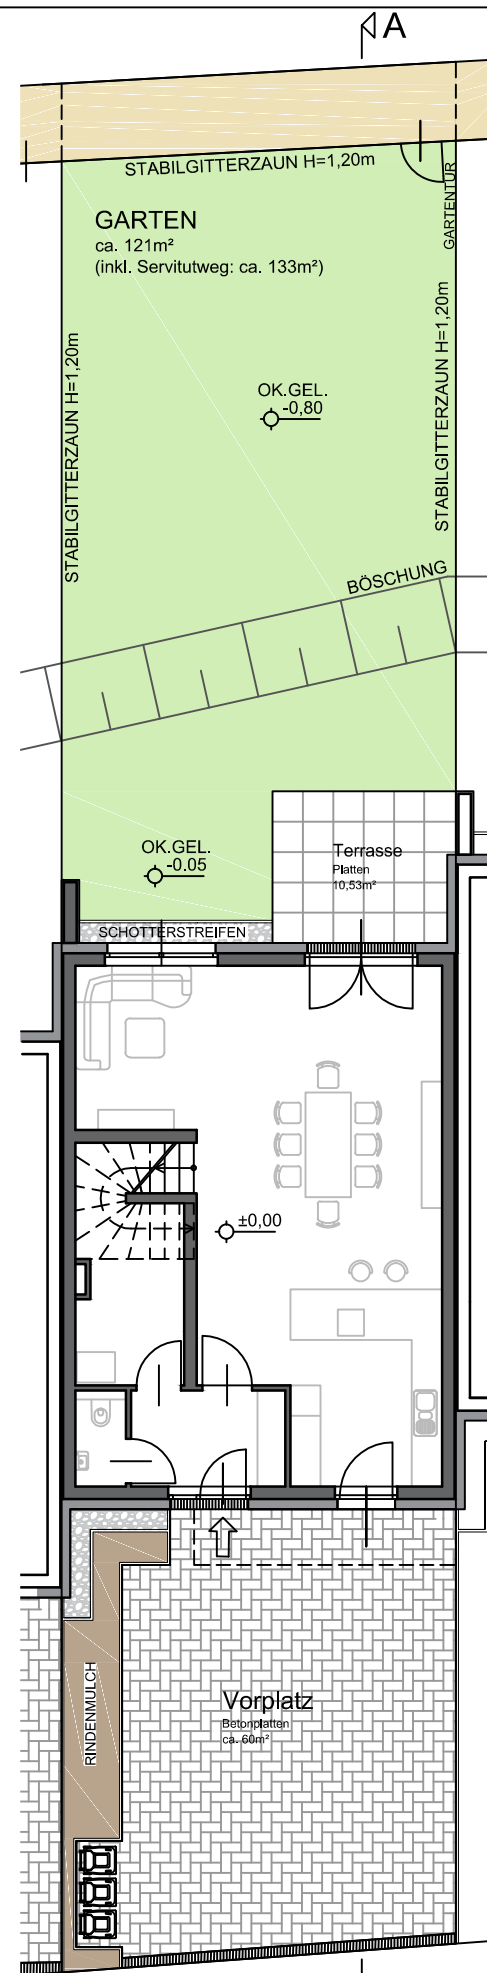 A
STABILGITTERZAUN H=1,20m
GARTENTÜR
GARTEN
ca. 121m²
(inkl. Servitutweg: ca. 133m²)
STABILGITTERZAUN H=1,20m
STABILGITTERZAUN H=1,20m
OK.GEL.
-0,80
BÖSCHUNG
OK.GEL.
-0.05
Terrasse
Platten
10,53m²
SCHOTTERSTREIFEN
±0,00
RINDENMULCH
Vorplatz
Betonplatten
ca. 60m²